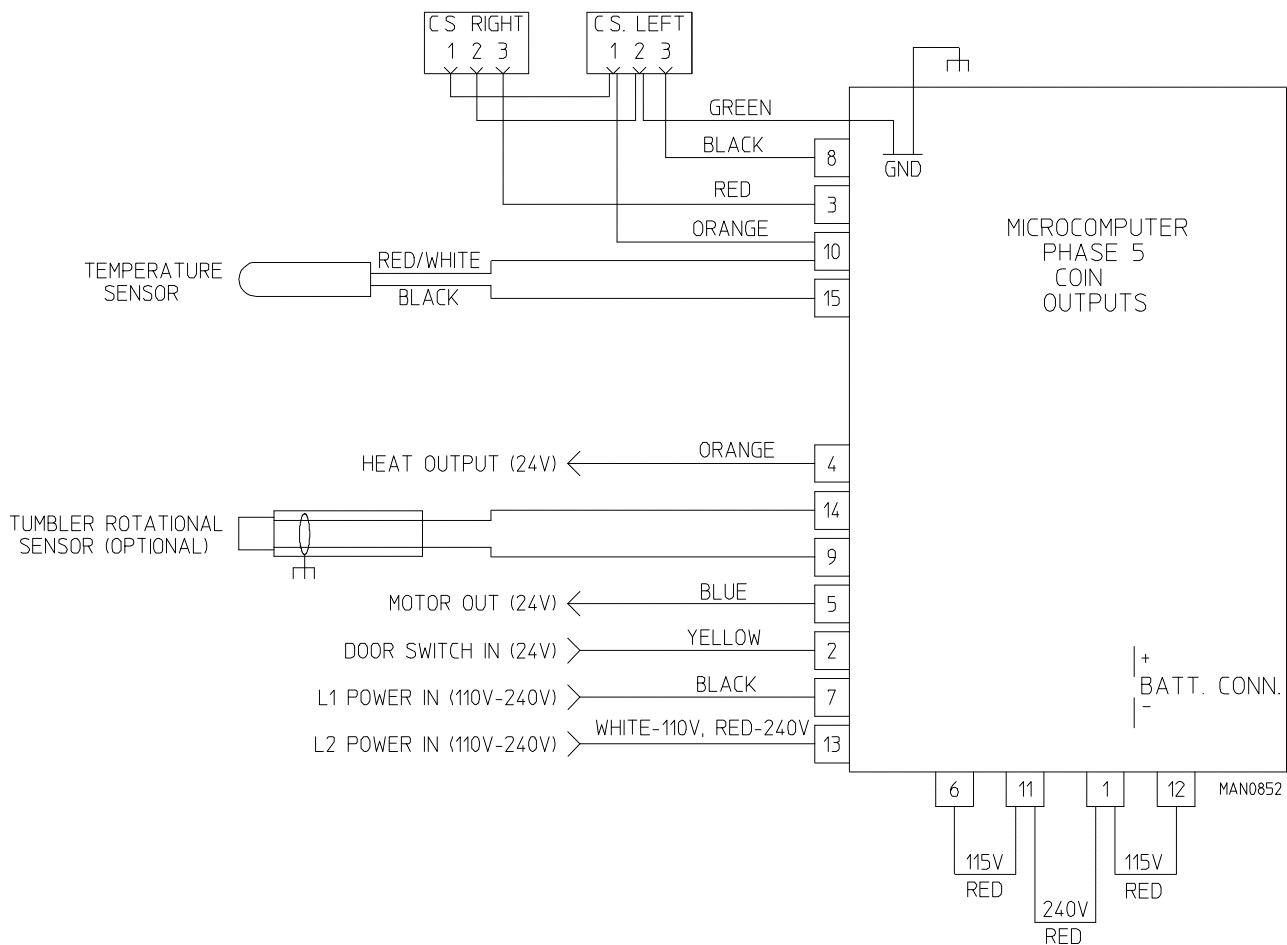 CS RIGHT
1 2 3
CS. LEFT
1 2 3
GREEN
BLACK
8
GND
RED
3
ORANGE
10
MICROCOMPUTER
PHASE 5
COIN
OUTPUTS
TEMPERATURE
SENSOR
RED/WHITE
BLACK
15
HEAT OUTPUT (24V)
ORANGE
4
14
TUMBLER ROTATIONAL
SENSOR (OPTIONAL)
9
MOTOR OUT (24V)
BLUE
5
DOOR SWITCH IN (24V)
YELLOW
2
L1 POWER IN (110V-240V)
BLACK
7
L2 POWER IN (110V-240V)
WHITE-110V, RED-240V
13
+
BATT. CONN.
-
6
11
1
12
MAN0852
115V
RED
115V
RED
240V
RED